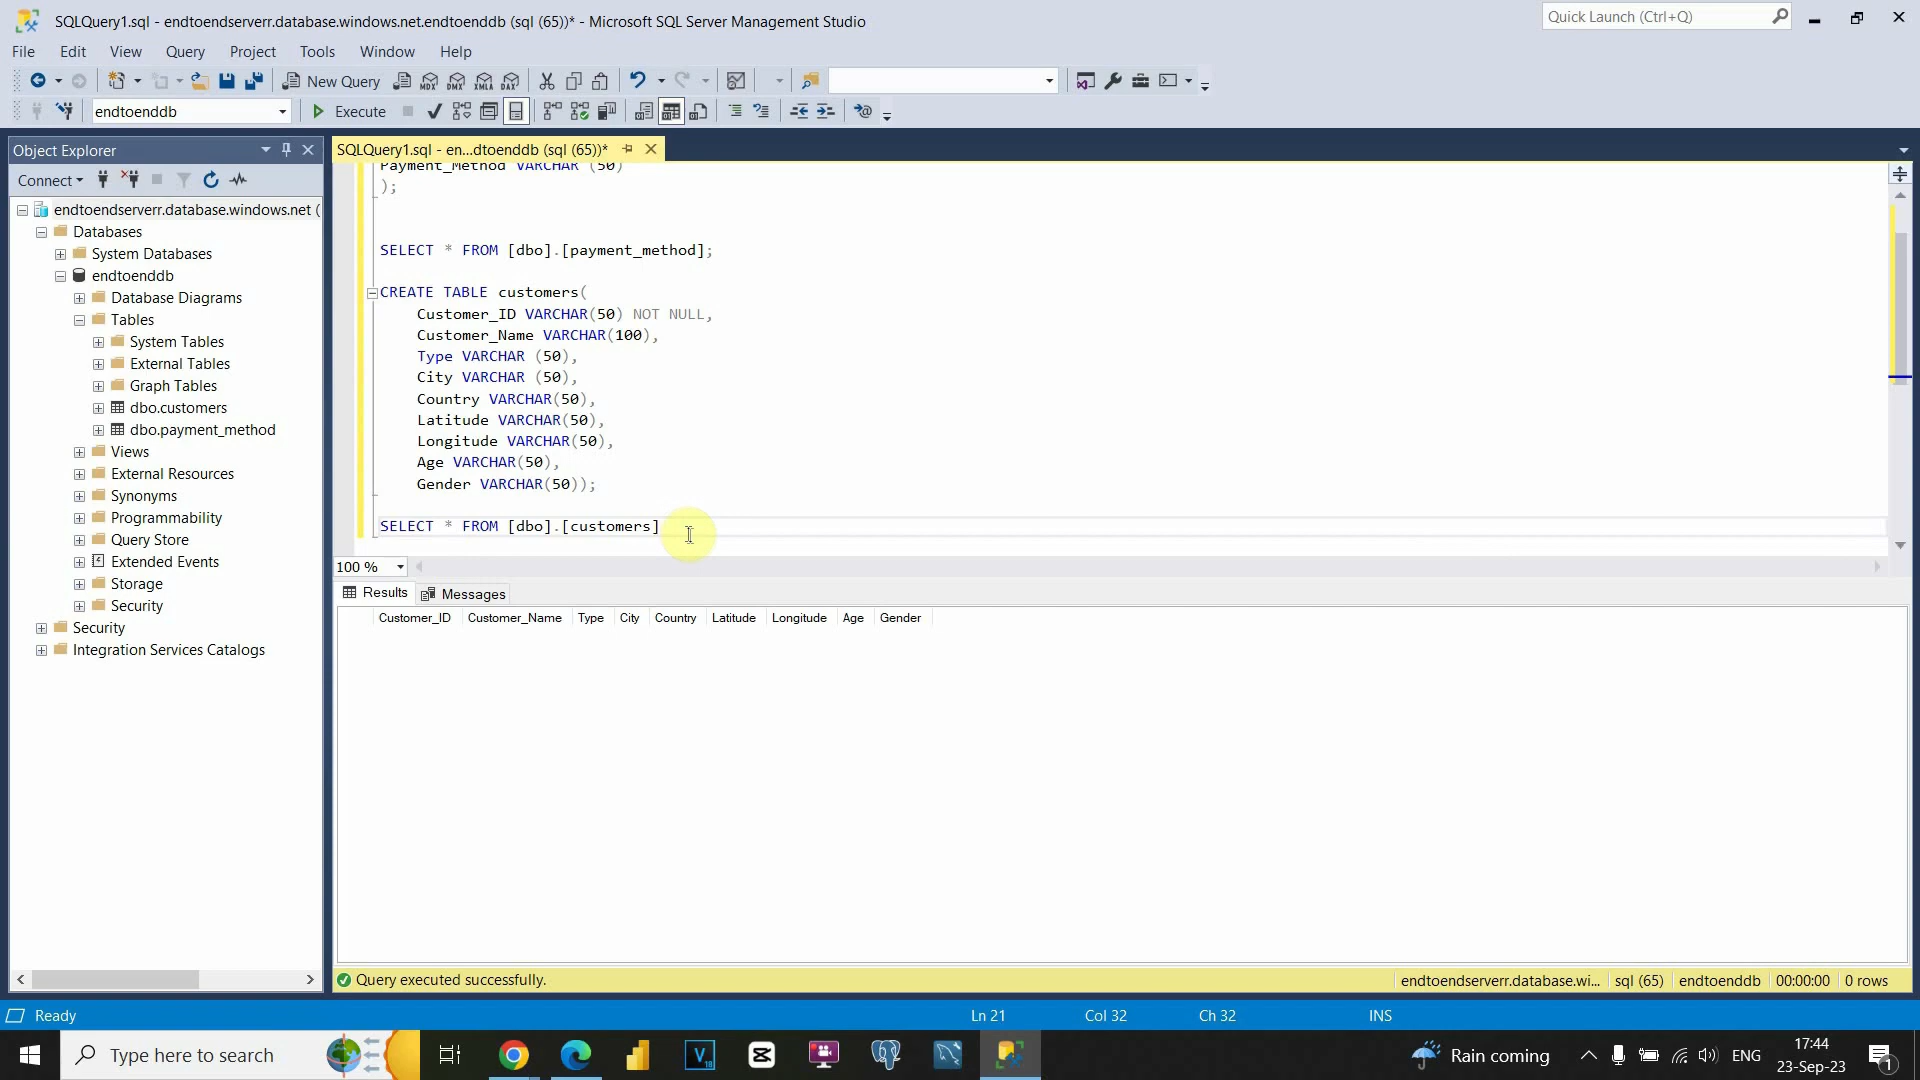 SQLQuery1.sql - endtoendserverr.database.windows.net.endtoenddb (sql (65))* - Microsoft SQL Server Management Studio
Quick Launch (Ctrl+Q)
File Edit View Query Project Tools Window Help
New Query MDX DMX XMLA DAX
endtoenddb Execute
Object Explorer
SQLQuery1.sql - en...dtoenddb (sql (65))*
Connect
endtoendserverr.database.windows.net (
Databases
System Databases
endtoenddb
Database Diagrams
Tables
System Tables
External Tables
Graph Tables
dbo.customers
dbo.payment_method
Views
External Resources
Synonyms
Programmability
Query Store
Extended Events
Storage
Security
Security
Integration Services Catalogs
Payment_Method VARCHAR (50)
);
SELECT * FROM [dbo].[payment_method];
CREATE TABLE customers(
Customer_ID VARCHAR(50) NOT NULL,
Customer_Name VARCHAR(100),
Type VARCHAR (50),
City VARCHAR (50),
Country VARCHAR(50),
Latitude VARCHAR(50),
Longitude VARCHAR(50),
Age VARCHAR(50),
Gender VARCHAR(50));
SELECT * FROM [dbo].[customers]
100 %
Results Messages
Customer_ID Customer_Name Type City Country Latitude Longitude Age Gender
Query executed successfully. endtoendserverr.database.wi... sql (65) endtoenddb 00:00:00 0 rows
Ready Ln 21 Col 32 Ch 32 INS
Type here to search
Rain coming ENG
17:44
23-Sep-23
1